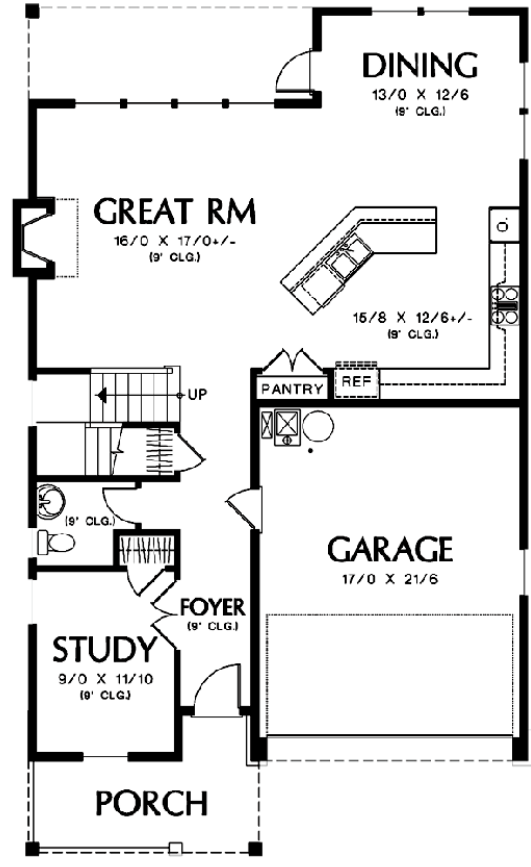 DINING
13/0 X 12/6
(9' CLG.)
GREAT RM
16/0 X 17/0+/-
(9' CLG.)
15/8 X 12/6+/-
(9' CLG.)
PANTRY
REF
UP
(9' CLG.)
GARAGE
17/0 X 21/6
FOYER
(9' CLG.)
STUDY
9/0 X 11/10
(9' CLG.)
PORCH